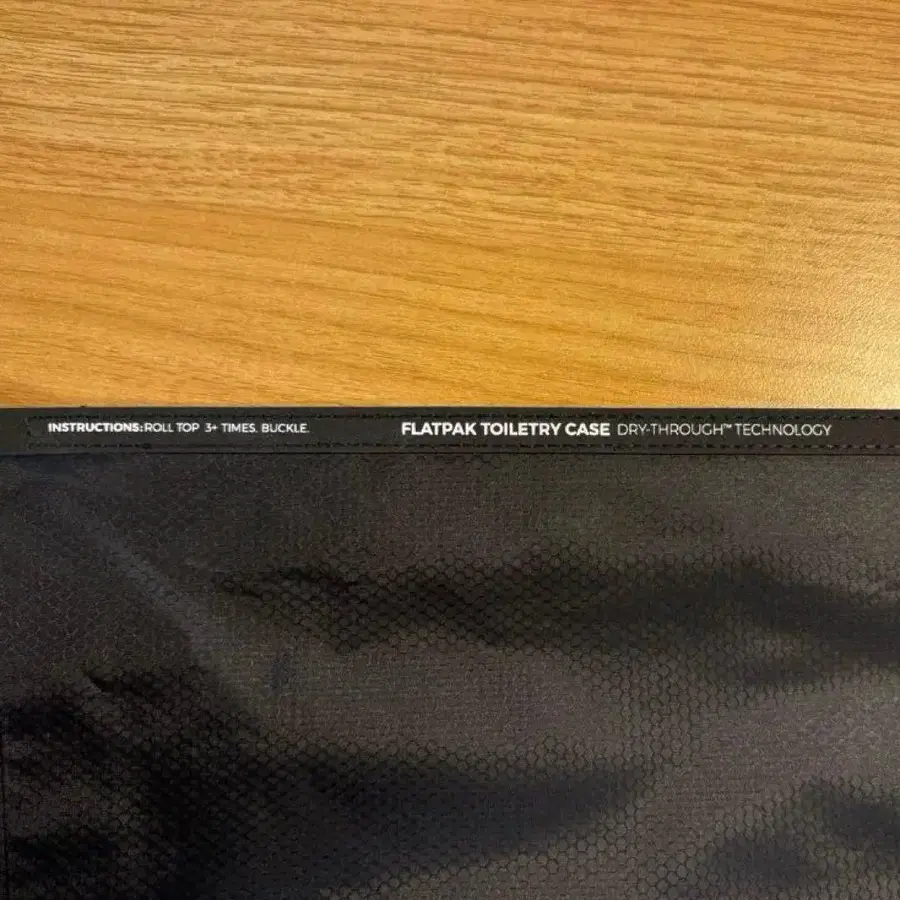 INSTRUCTIONS: ROLL TOP 3+ TIMES. BUCKLE. FLATPAK TOILETRY CASE DRY-THROUGH™ TECHNOLOGY